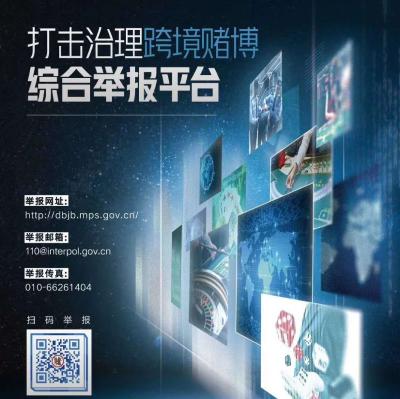 打击治理跨境赌博
综合举报平台
举报网址:
http://dbjb.mps.gov.cn/
举报邮箱:
110@interpol.gov.cn
举报传真:
010-66261404
扫码举报